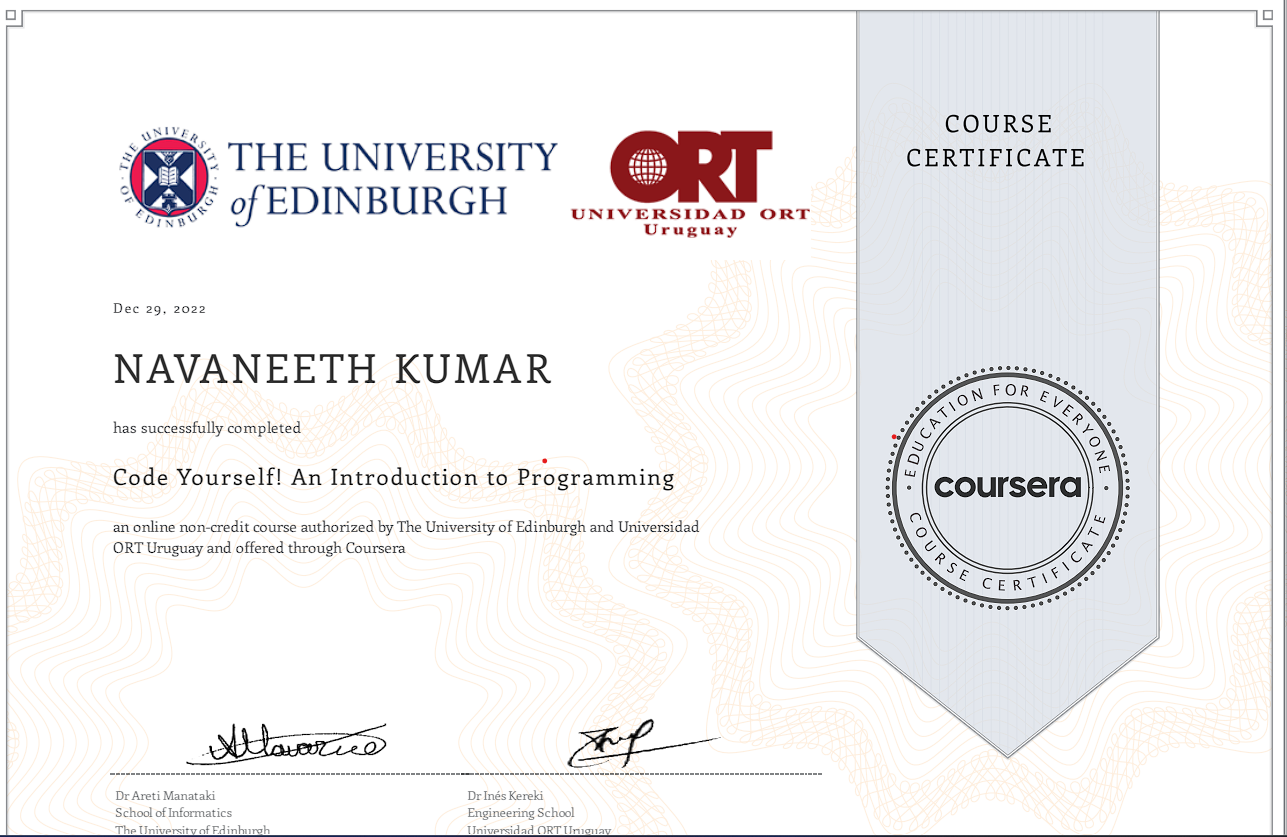 THE UNIVERSITY
of EDINBURGH
THE UNIVERSITY OF EDINBURGH
ORT
UNIVERSIDAD ORT
Uruguay
COURSE
CERTIFICATE
Dec 29, 2022
NAVANEETH KUMAR
has successfully completed
Code Yourself! An Introduction to Programming
an online non-credit course authorized by The University of Edinburgh and Universidad
ORT Uruguay and offered through Coursera
EDUCATION FOR EVERYONE
coursera
COURSE CERTIFICATE
Dr Areti Manataki
School of Informatics
The University of Edinburgh
Dr Inés Kereki
Engineering School
Universidad ORT Uruguay